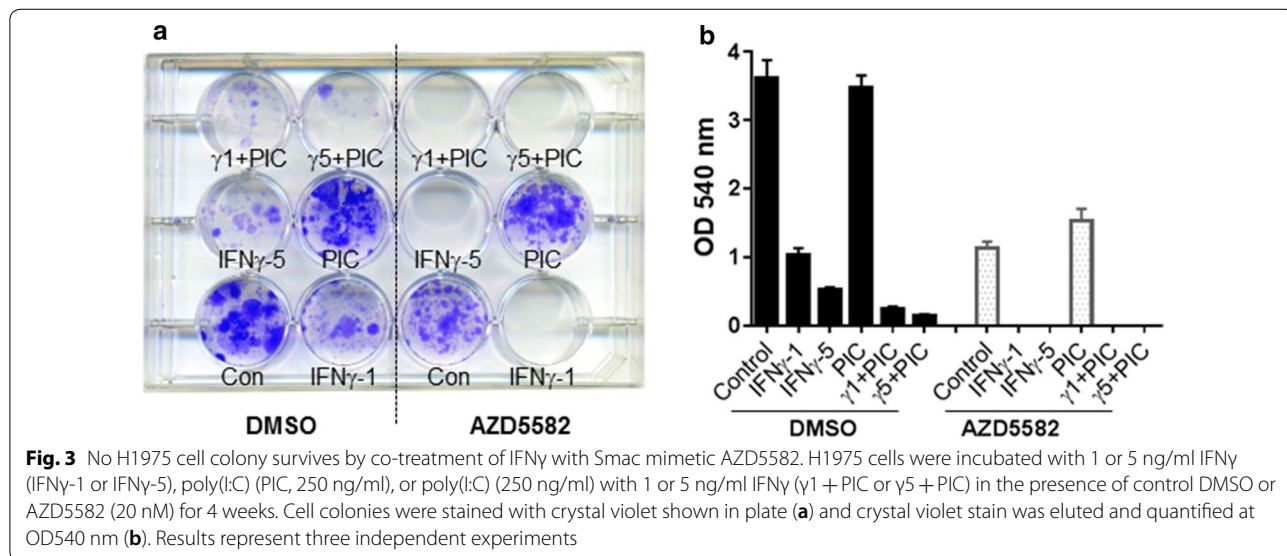 a
γ1+PIC γ5+PIC γ1+PIC γ5+PIC
IFNγ-5 PIC IFNγ-5 PIC
Con IFNγ-1 Con IFNγ-1
DMSO AZD5582
b
OD 540 nm
4
3
2
1
0
Control IFNγ-1 IFNγ-5 PIC γ1+PIC γ5+PIC Control IFNγ-1 IFNγ-5 PIC γ1+PIC γ5+PIC
DMSO AZD5582
Fig. 3 No H1975 cell colony survives by co-treatment of IFNγ with Smac mimetic AZD5582. H1975 cells were incubated with 1 or 5 ng/ml IFNγ
(IFNγ-1 or IFNγ-5), poly(I:C) (PIC, 250 ng/ml), or poly(I:C) (250 ng/ml) with 1 or 5 ng/ml IFNγ (γ1 + PIC or γ5 + PIC) in the presence of control DMSO or
AZD5582 (20 nM) for 4 weeks. Cell colonies were stained with crystal violet shown in plate (a) and crystal violet stain was eluted and quantified at
OD540 nm (b). Results represent three independent experiments